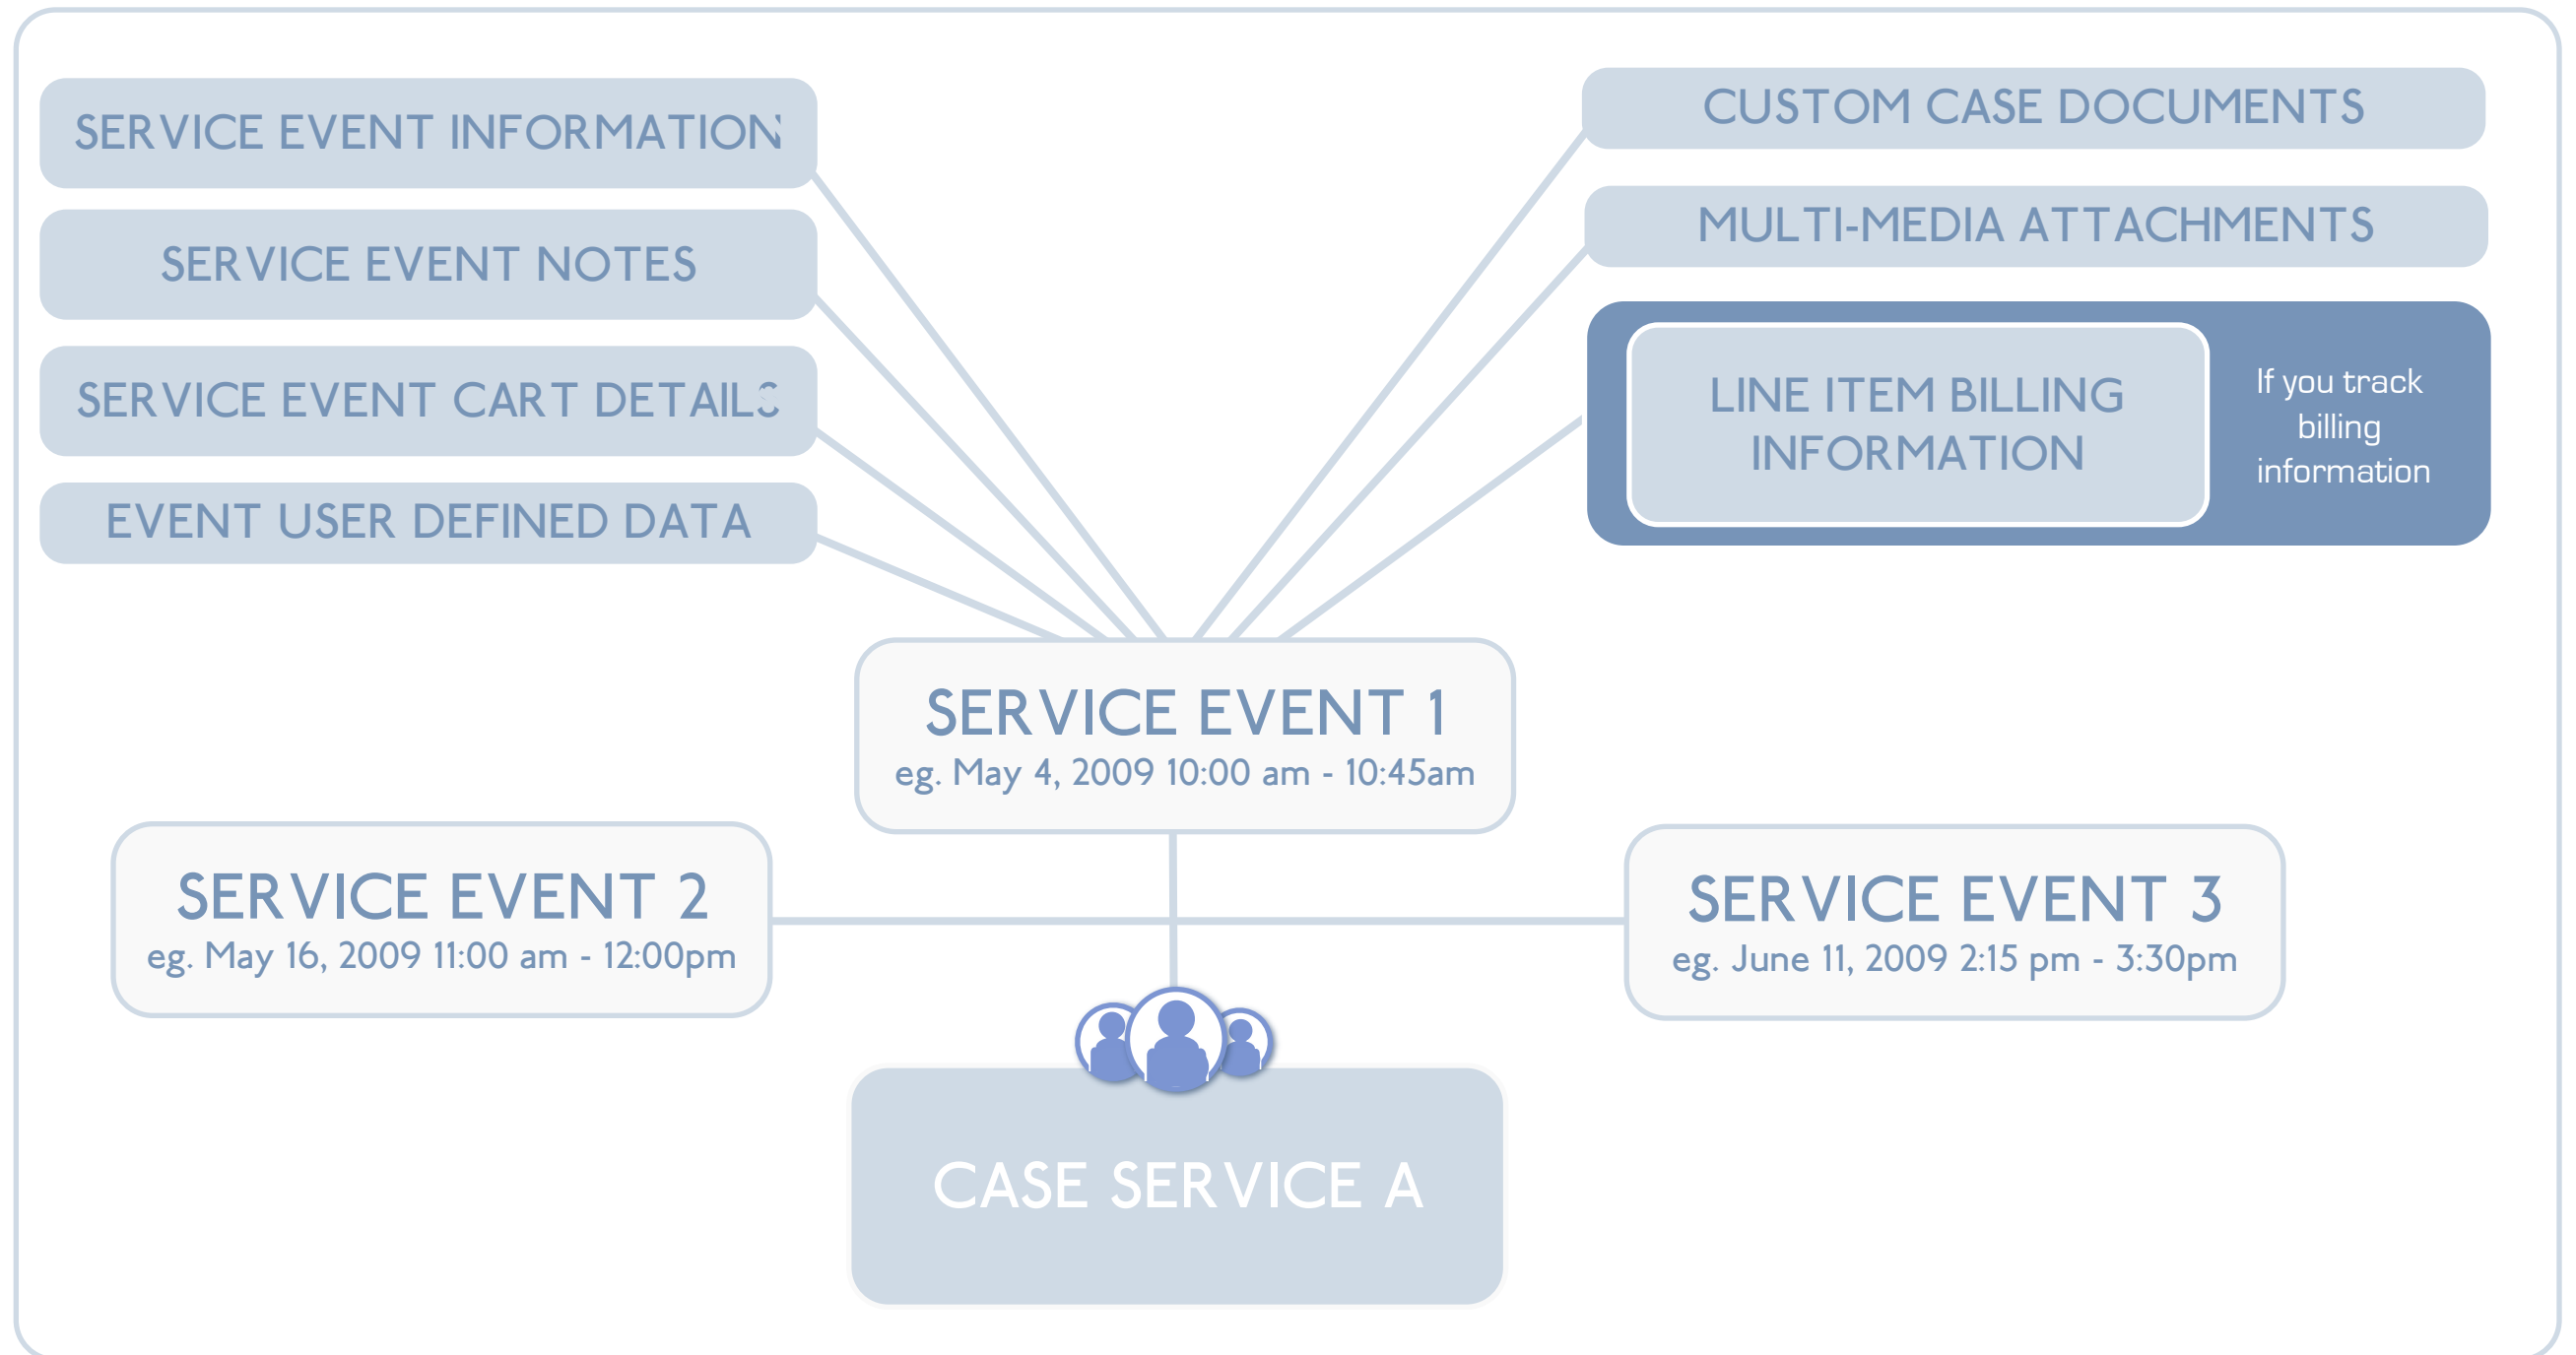 SERVICE EVENT INFORMATION
SERVICE EVENT NOTES
SERVICE EVENT CART DETAILS
EVENT USER DEFINED DATA
CUSTOM CASE DOCUMENTS
MULTI-MEDIA ATTACHMENTS
LINE ITEM BILLING
INFORMATION
If you track
billing
information
SERVICE EVENT 1
eg. May 4, 2009 10:00 am - 10:45am
SERVICE EVENT 2
eg. May 16, 2009 11:00 am - 12:00pm
SERVICE EVENT 3
eg. June 11, 2009 2:15 pm - 3:30pm
CASE SERVICE A